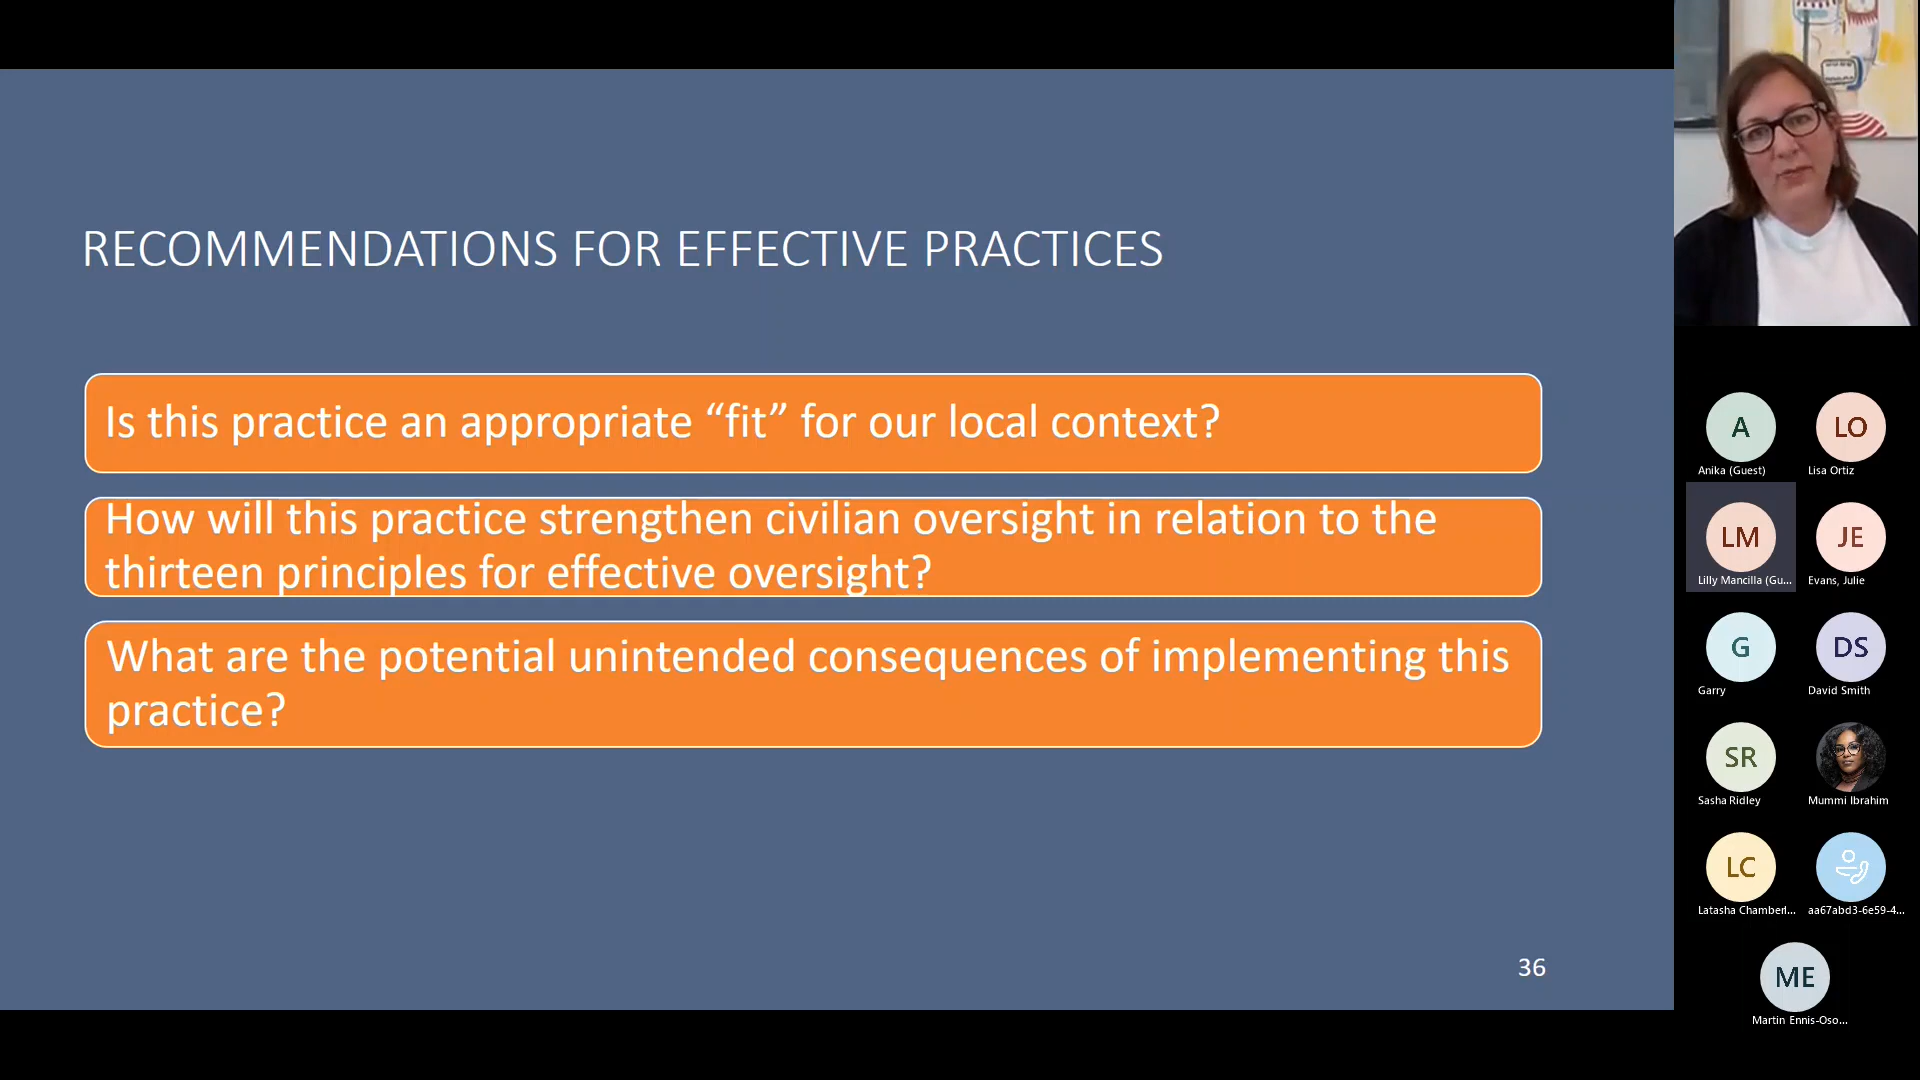 RECOMMENDATIONS FOR EFFECTIVE PRACTICES
Is this practice an appropriate “fit” for our local context?
How will this practice strengthen civilian oversight in relation to the
thirteen principles for effective oversight?
What are the potential unintended consequences of implementing this
practice?
36
A
Anika (Guest)
LO
Lisa Ortiz
LM
Lilly Mancilla (Gu...
JE
Evans, Julie
G
Garry
DS
David Smith
SR
Sasha Ridley
Mummi Ibrahim
LC
Latasha Chamberl...
aa67abd3-6e59-4...
ME
Martin Ennis-Oso...